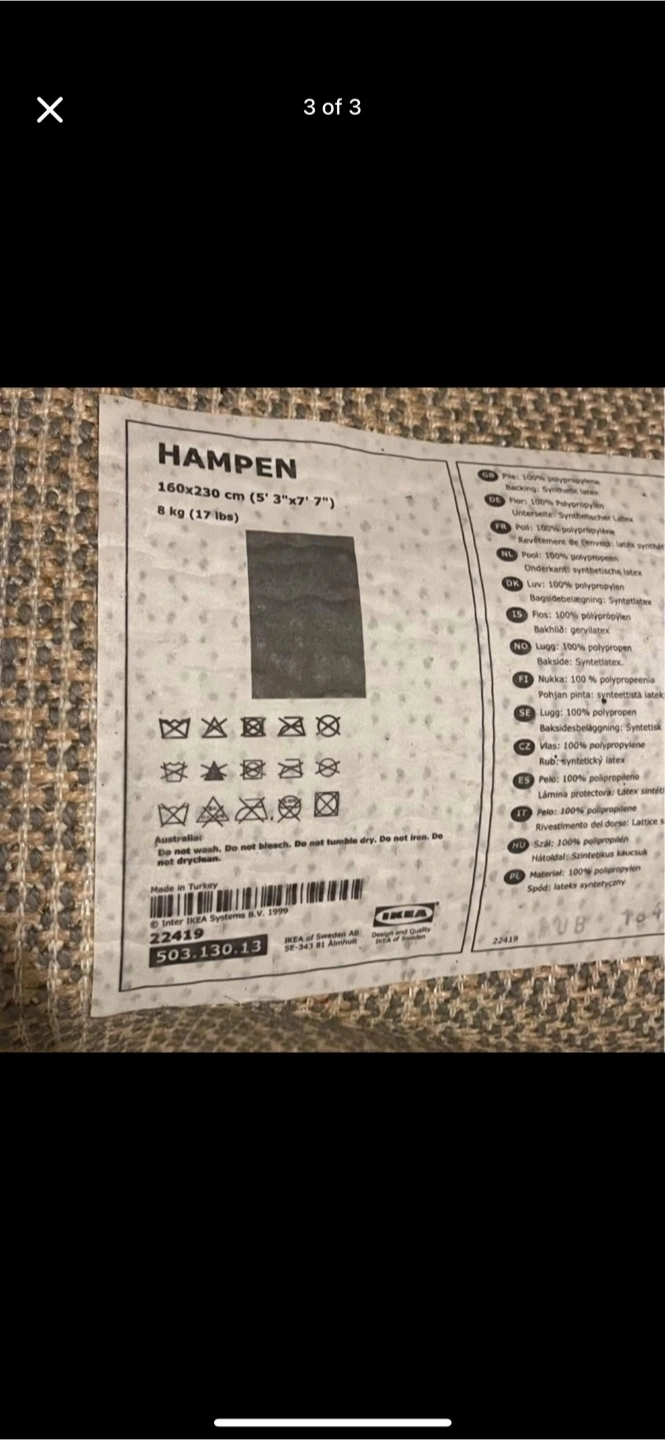 3 of 3
HAMPEN
160x230 cm (5' 3"x7' 7")
8 kg (17 lbs)
Australia:
Do not wash. Do not bleach. Do not tumble dry. Do not iron. Do
not dryclean.
Made in Turkey
© Inter IKEA Systems B.V. 1999
22419
503.130.13
IKEA of Sweden AB
SE-343 81 Älmhult
IKEA
Design and Quality
IKEA of Sweden
GB Pile: 100% polypropylene
Backing: Synthetic latex
DE Flor: 100% Polypropylen
Unterseite: Synthetischer Latex
FR Poil: 100% polypropylène
Revêtement de l'envers: latex
NL Pool: 100% polypropeen
Onderkant: synthetische latex
DK Luv: 100% polypropylen
Bagsidebelægning: Syntetlatex
IS Flos: 100% pólýprópýlen
Bakhlið: gervilatex
NO Lugg: 100% polypropen
Bakside: Syntetlatex.
FI Nukka: 100 % polypropeenia
Pohjan pinta: synteettistä latek
SE Lugg: 100% polypropen
Baksidesbeläggning: Syntetisk
CZ Vlas: 100% polypropylene
Rub: syntetický latex
ES Pelo: 100% polipropileno
Lámina protectora: Látex sintéti
IT Pelo: 100% polipropilene
Rivestimento del dorso: Lattice s
HU Szál: 100% polipropilén
Hátoldal: Szintetikus kaucsuk
PL Materiał: 100% polipropylen
Spód: lateks syntetyczny
22419